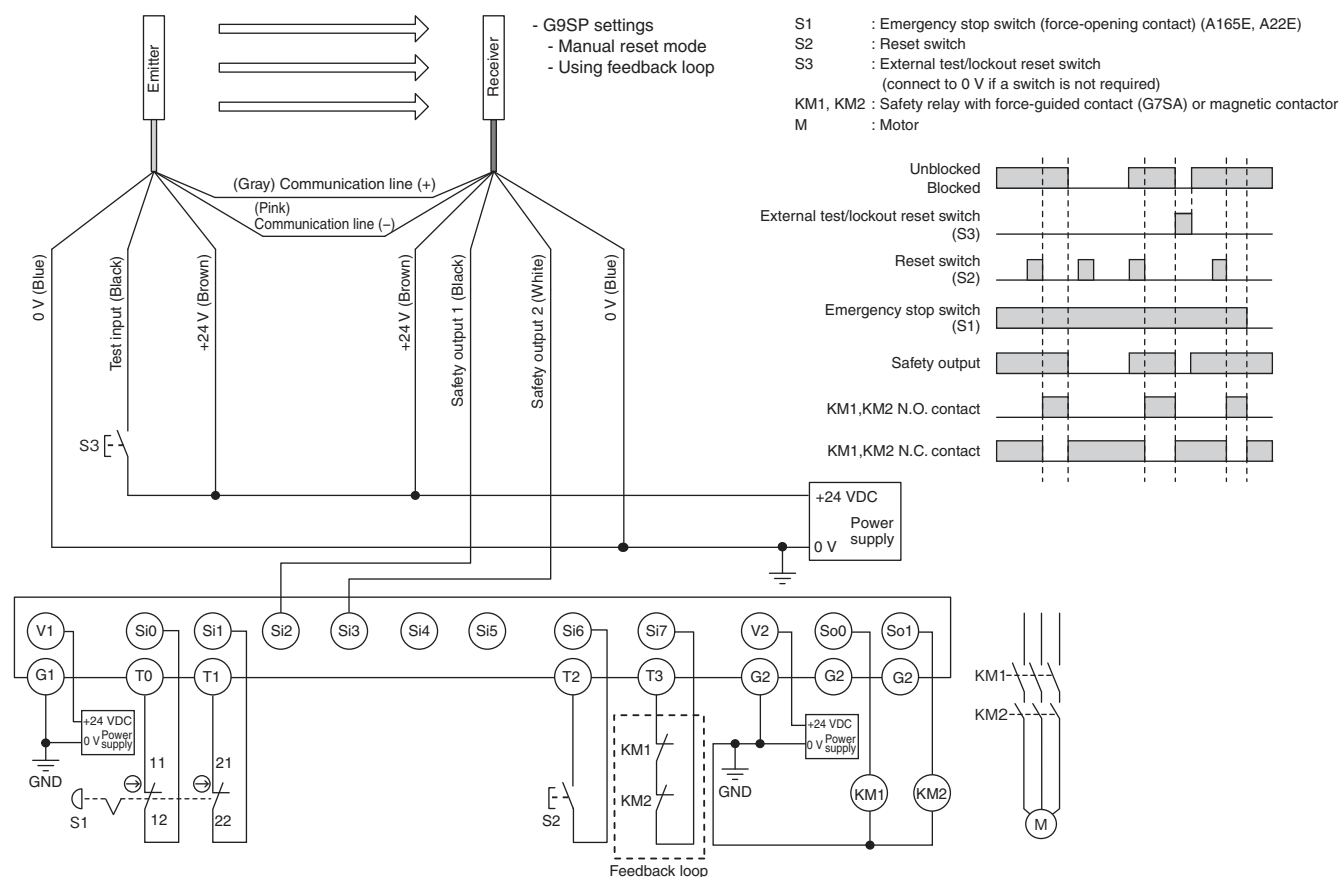 Emitter
Receiver
- G9SP settings
- Manual reset mode
- Using feedback loop
S1 : Emergency stop switch (force-opening contact) (A165E, A22E)
S2 : Reset switch
S3 : External test/lockout reset switch
(connect to 0 V if a switch is not required)
KM1, KM2 : Safety relay with force-guided contact (G7SA) or magnetic contactor
M : Motor
(Gray) Communication line (+)
(Pink)
Communication line (−)
0 V (Blue)
Test input (Black)
+24 V (Brown)
+24 V (Brown)
Safety output 1 (Black)
Safety output 2 (White)
0 V (Blue)
Unblocked
Blocked
External test/lockout reset switch
(S3)
Reset switch
(S2)
Emergency stop switch
(S1)
Safety output
KM1,KM2 N.O. contact
KM1,KM2 N.C. contact
S3
+24 VDC
Power
supply
0 V
V1 Si0 Si1 Si2 Si3 Si4 Si5 Si6 Si7 V2 So0 So1
G1 T0 T1 T2 T3 G2 G2 G2
+24 VDC
0 V Power
supply
GND
11
12
21
22
S1
S2
KM1
KM2
Feedback loop
+24 VDC
0 V Power
supply
GND
KM1
KM2
KM1
KM2
M